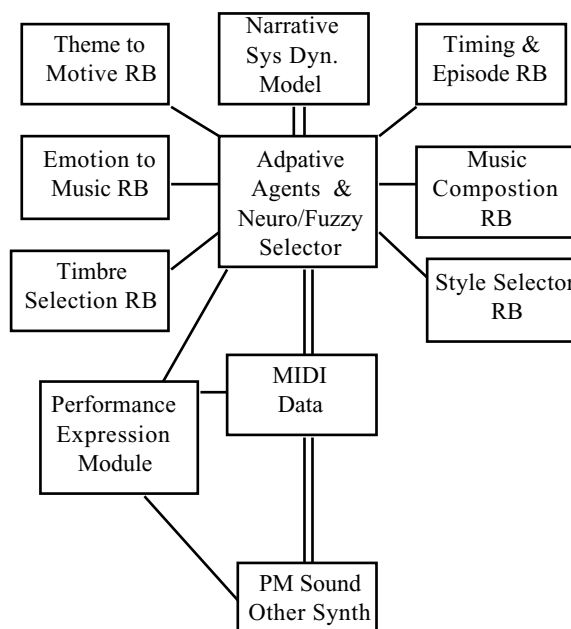 Theme to
Motive RB
Narrative
Sys Dyn.
Model
Timing &
Episode RB
Emotion to
Music RB
Adpative
Agents &
Neuro/Fuzzy
Selector
Music
Compostion
RB
Timbre
Selection RB
Style Selector
RB
Performance
Expression
Module
MIDI
Data
PM Sound
Other Synth